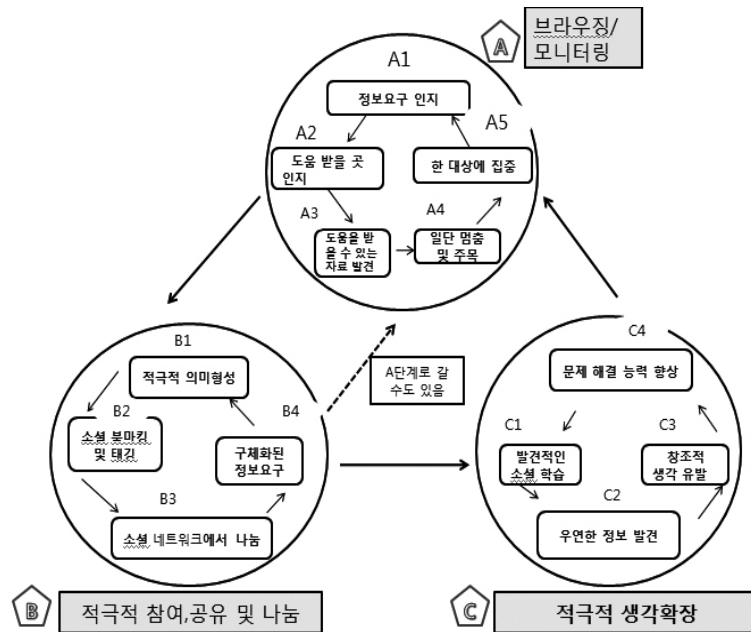 A
브라우징/
모니터링
A1
정보요구 인지
A2
도움 받을 곳
인지
A3
도움을 받
을 수 있는
자료 발견
A4
일단 멈춤
및 주목
A5
한 대상에 집중
A단계로 갈
수도 있음
B1
적극적 의미형성
B2
소셜 붓마킹
및 태깅
B3
소셜 네트워크에서 나눔
B4
구체화된
정보요구
B
적극적 참여,공유 및 나눔
C4
문제 해결 능력 향상
C1
발견적인
소셜 학습
C2
우연한 정보 발견
C3
창조적
생각 유발
C
적극적 생각확장